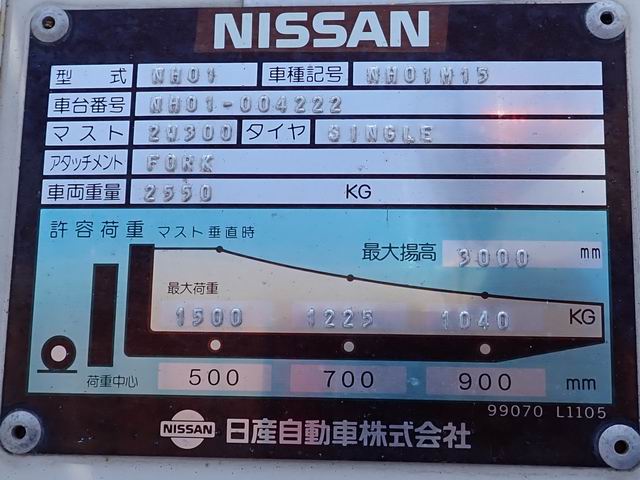 NISSAN
型式 NH01 車種記号 NH01M15
車台番号 NH01-004222
マスト 2W300 タイヤ SINGLE
アタッチメント FORK
車両重量 2550 KG
許容荷重 マスト垂直時
最大揚高 3000 mm
最大荷重
1500 1225 1040 KG
荷重中心 500 700 900 mm
99070 L1105
NISSAN 日産自動車株式会社